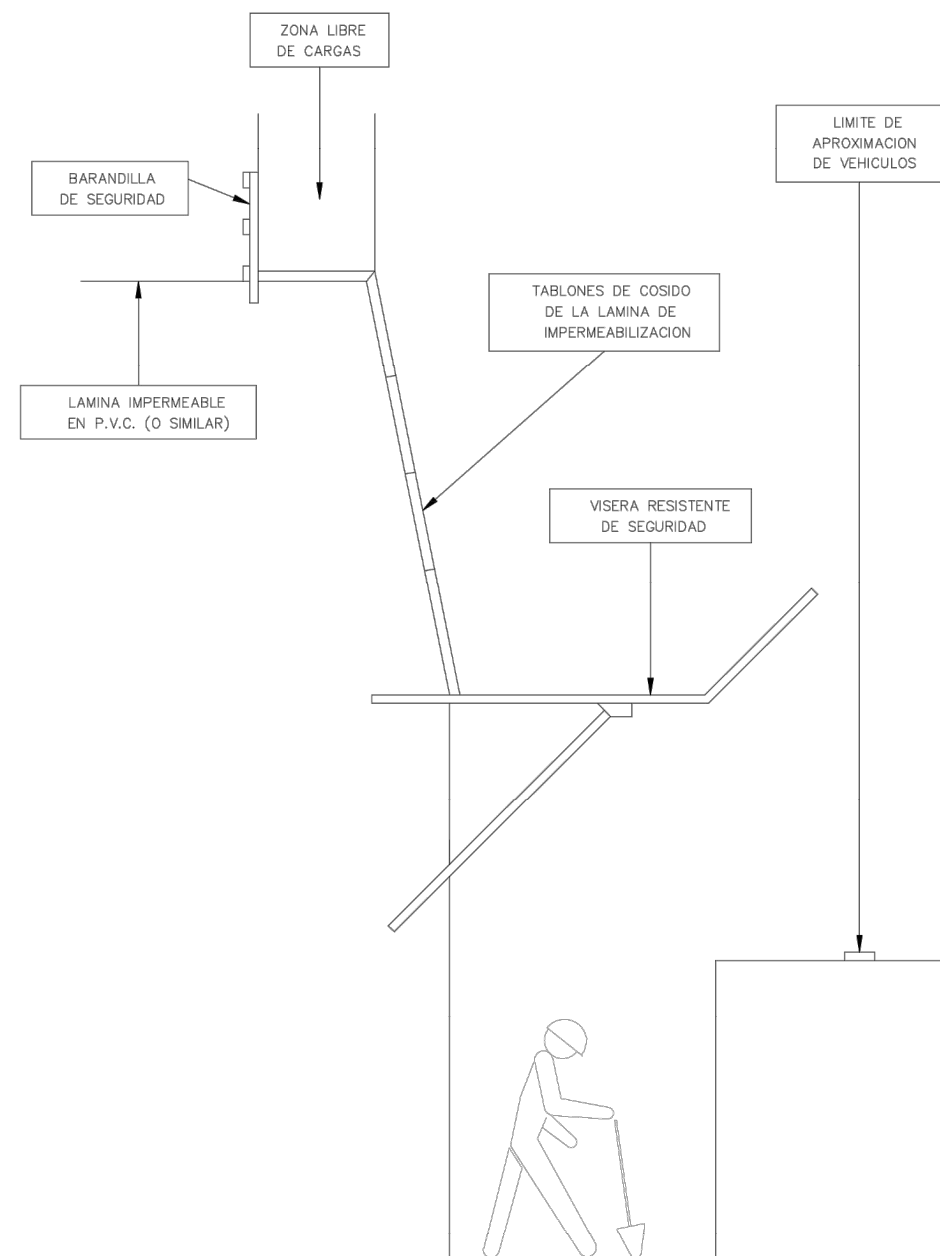 ZONA LIBRE
DE CARGAS
LIMITE DE
APROXIMACION
DE VEHICULOS
BARANDILLA
DE SEGURIDAD
TABLONES DE COSIDO
DE LA LAMINA DE
IMPERMEABILIZACION
LAMINA IMPERMEABLE
EN P.V.C. (O SIMILAR)
VISERA RESISTENTE
DE SEGURIDAD